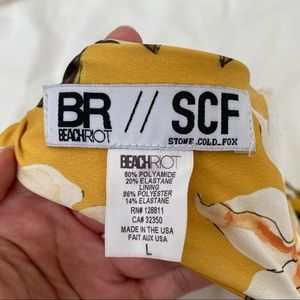 BR // SCF
BEACHRIOT STONE_COLD_FOX
BEACHRIOT
80% POLYAMIDE
20% ELASTANE
LINING
86% POLYESTER
14% ELASTANE
RN# 128811
CA# 32350
MADE IN THE USA
FAIT AUX USA
L